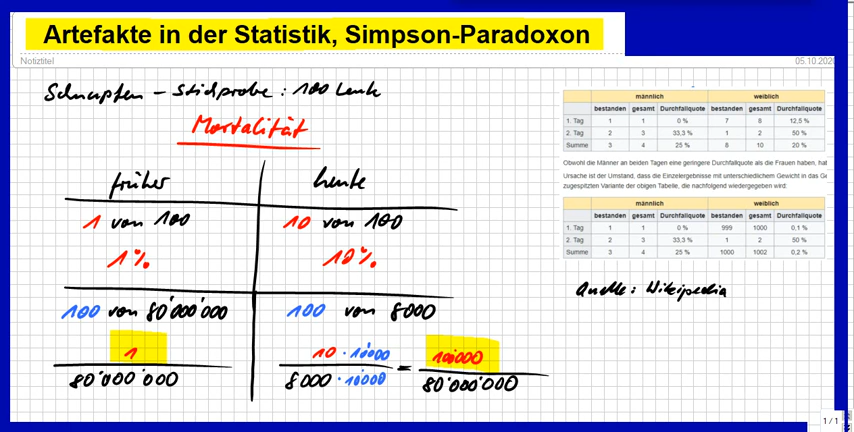 Artefakte in der Statistik, Simpson-Paradoxon
Notiztitel
05.10.2020
Schnupfen - Stichprobe: 100 Leute
Mortalität
früher heute
1 von 100 10 von 100
1% 10%
100 von 80'000'000 100 von 8000
1 / 80'000'000
10 · 10'000 / 8000 · 10'000 = 100'000 / 80'000'000
männlich weiblich
bestanden gesamt Durchfallquote bestanden gesamt Durchfallquote
1. Tag 1 1 0 % 7 8 12,5 %
2. Tag 2 3 33,3 % 1 2 50 %
Summe 3 4 25 % 8 10 20 %
Obwohl die Männer an beiden Tagen eine geringere Durchfallquote als die Frauen haben, hat
Ursache ist der Umstand, dass die Einzelergebnisse mit unterschiedlichem Gewicht in das Ge
zugespitzten Variante der obigen Tabelle, die nachfolgend wiedergegeben wird:
männlich weiblich
bestanden gesamt Durchfallquote bestanden gesamt Durchfallquote
1. Tag 1 1 0 % 999 1000 0,1 %
2. Tag 2 3 33,3 % 1 2 50 %
Summe 3 4 25 % 1000 1002 0,2 %
Quelle: Wikipedia
1 / 1